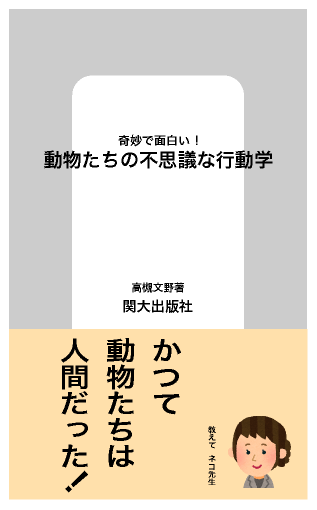 奇妙で面白い！
動物たちの不思議な行動学
高槻文野著
関大出版社
かつて
動物たちは
人間だった！
教えて ネコ先生